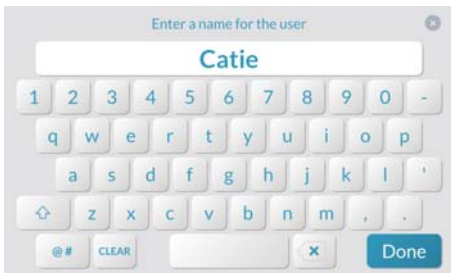 Enter a name for the user
Catie
1 2 3 4 5 6 7 8 9 0 -
q w e r t y u i o p
a s d f g h j k l '
z x c v b n m , .
@ # CLEAR Done